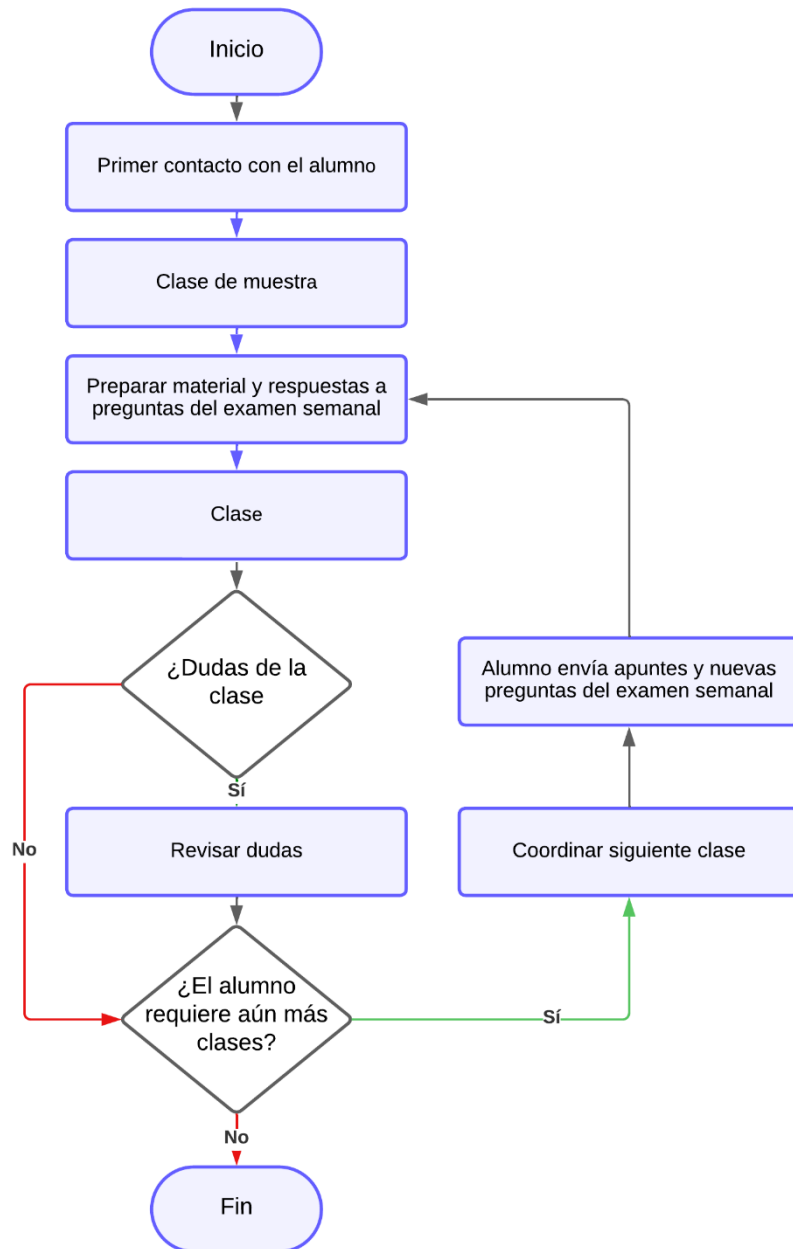 Inicio
Primer contacto con el alumno
Clase de muestra
Preparar material y respuestas a
preguntas del examen semanal
Clase
¿Dudas de la
clase
Sí
No
Revisar dudas
¿El alumno
requiere aún más
clases?
Sí
Coordinar siguiente clase
Alumno envía apuntes y nuevas
preguntas del examen semanal
No
Fin